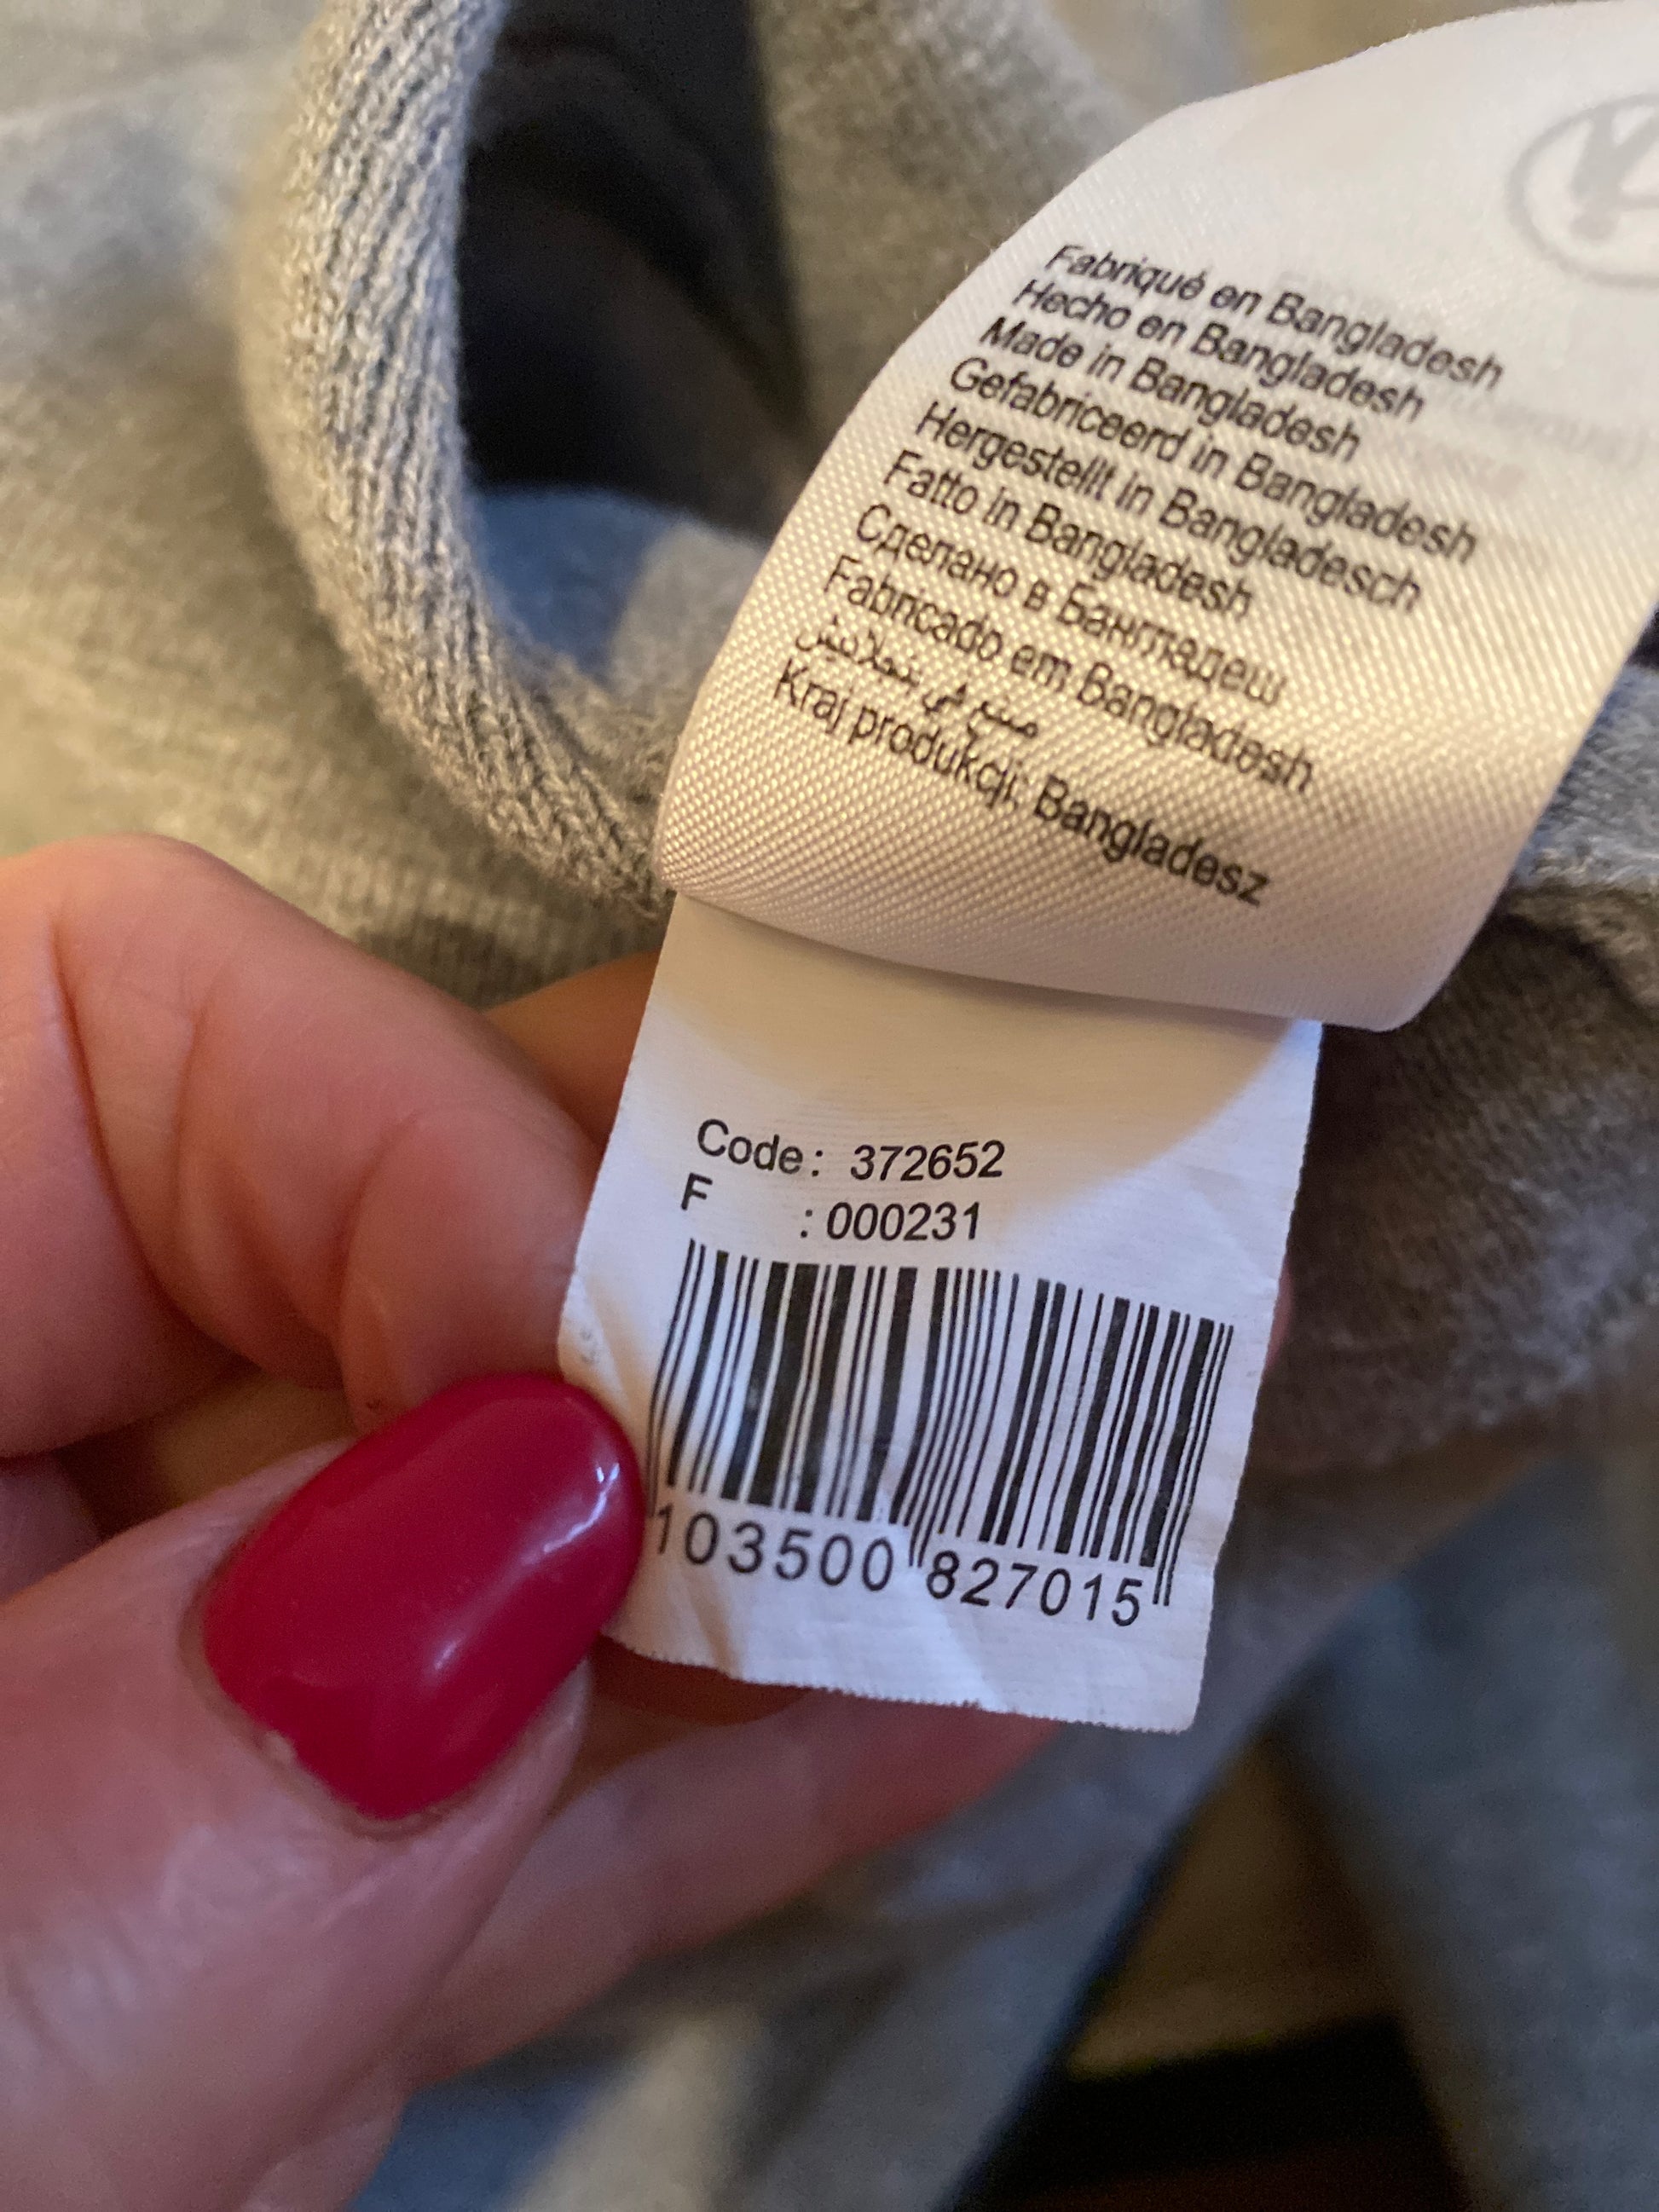 Fabriqué en Bangladesh
Hecho en Bangladesh
Made in Bangladesh
Gefabriceerd in Bangladesh
Hergestellt in Bangladesch
Fatto in Bangladesh
Сделано в Бангладеш
Fabricado em Bangladesh
صنع في بنغلاديش
Kraj produkcji: Bangladesz
Code: 372652
F : 000231
103500 827015